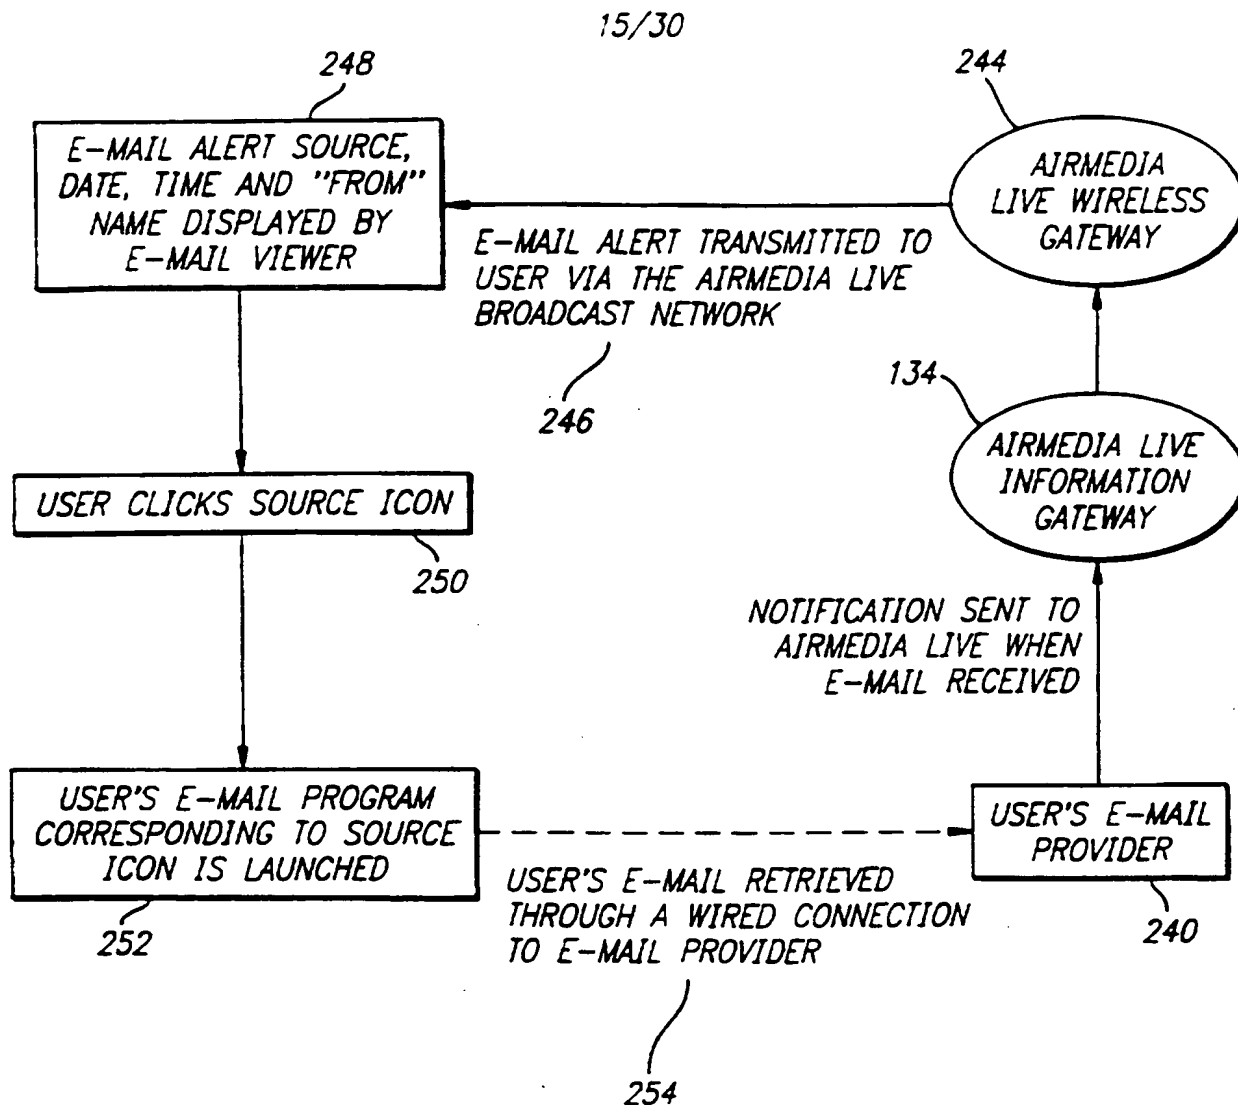 15/30
248
E-MAIL ALERT SOURCE,
DATE, TIME AND "FROM"
NAME DISPLAYED BY
E-MAIL VIEWER
244
AIRMEDIA
LIVE WIRELESS
GATEWAY
E-MAIL ALERT TRANSMITTED TO
USER VIA THE AIRMEDIA LIVE
BROADCAST NETWORK
246
134
AIRMEDIA LIVE
INFORMATION
GATEWAY
USER CLICKS SOURCE ICON
250
NOTIFICATION SENT TO
AIRMEDIA LIVE WHEN
E-MAIL RECEIVED
USER'S E-MAIL PROGRAM
CORRESPONDING TO SOURCE
ICON IS LAUNCHED
252
USER'S E-MAIL
PROVIDER
240
USER'S E-MAIL RETRIEVED
THROUGH A WIRED CONNECTION
TO E-MAIL PROVIDER
254